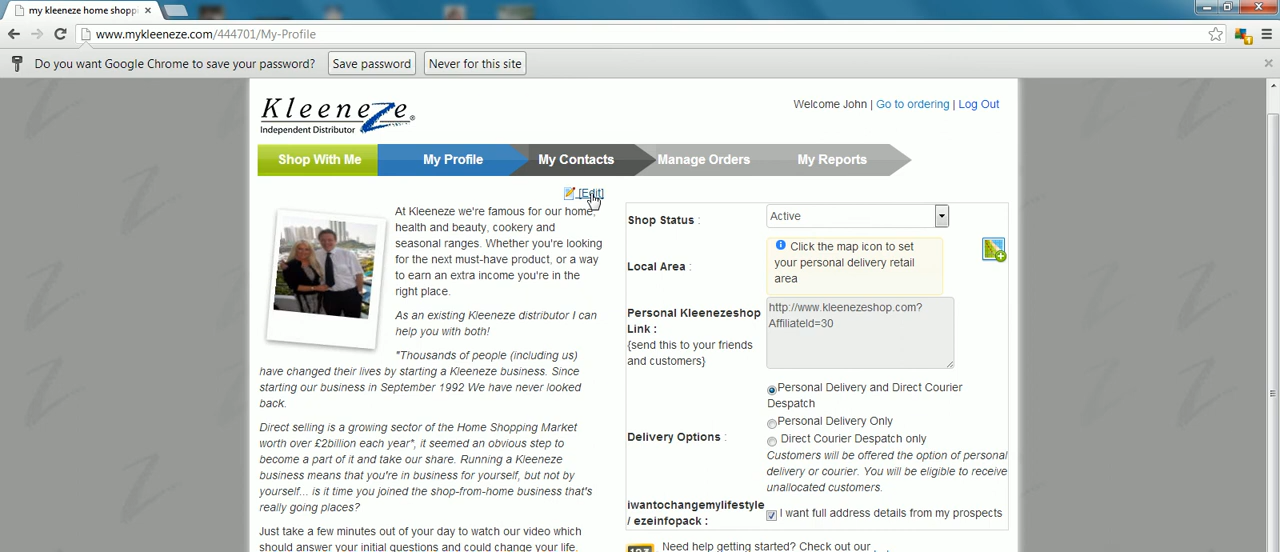 my kleeneze home shopp
www.mykleeneze.com/444701/My-Profile
Do you want Google Chrome to save your password? Save password Never for this site
Kleeneze
Independent Distributor
Welcome John | Go to ordering | Log Out
Shop With Me My Profile My Contacts Manage Orders My Reports
[Edit]
At Kleeneze we're famous for our home,
health and beauty, cookery and
seasonal ranges. Whether you're looking
for the next must-have product, or a way
to earn an extra income you're in the
right place.
As an existing Kleeneze distributor I can
help you with both!
*Thousands of people (including us)
have changed their lives by starting a Kleeneze business. Since
starting our business in September 1992 We have never looked
back.
Direct selling is a growing sector of the Home Shopping Market
worth over £2billion each year*, it seemed an obvious step to
become a part of it and take our share. Running a Kleeneze
business means that you're in business for yourself, but not by
yourself... is it time you joined the shop-from-home business that's
really going places?
Just take a few minutes out of your day to watch our video which
should answer your initial questions and could change your life.
Shop Status : Active
Local Area :
Click the map icon to set
your personal delivery retail
area
Personal Kleenezeshop
Link :
{send this to your friends
and customers}
http://www.kleenezeshop.com?
AffiliateId=30
Delivery Options :
Personal Delivery and Direct Courier
Despatch
Personal Delivery Only
Direct Courier Despatch only
Customers will be offered the option of personal
delivery or courier. You will be eligible to receive
unallocated customers.
iwantochangemylifestyle
/ ezeinfopack :
I want full address details from my prospects
Need help getting started? Check out our